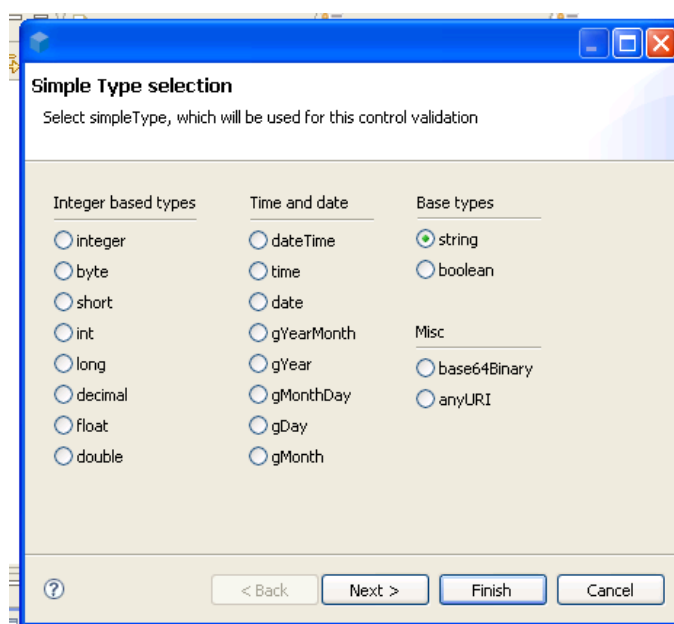 Simple Type selection
Select simpleType, which will be used for this control validation
Integer based types
integer
byte
short
int
long
decimal
float
double
Time and date
dateTime
time
date
gYearMonth
gYear
gMonthDay
gDay
gMonth
Base types
string
boolean
Misc
base64Binary
anyURI
?
< Back
Next >
Finish
Cancel